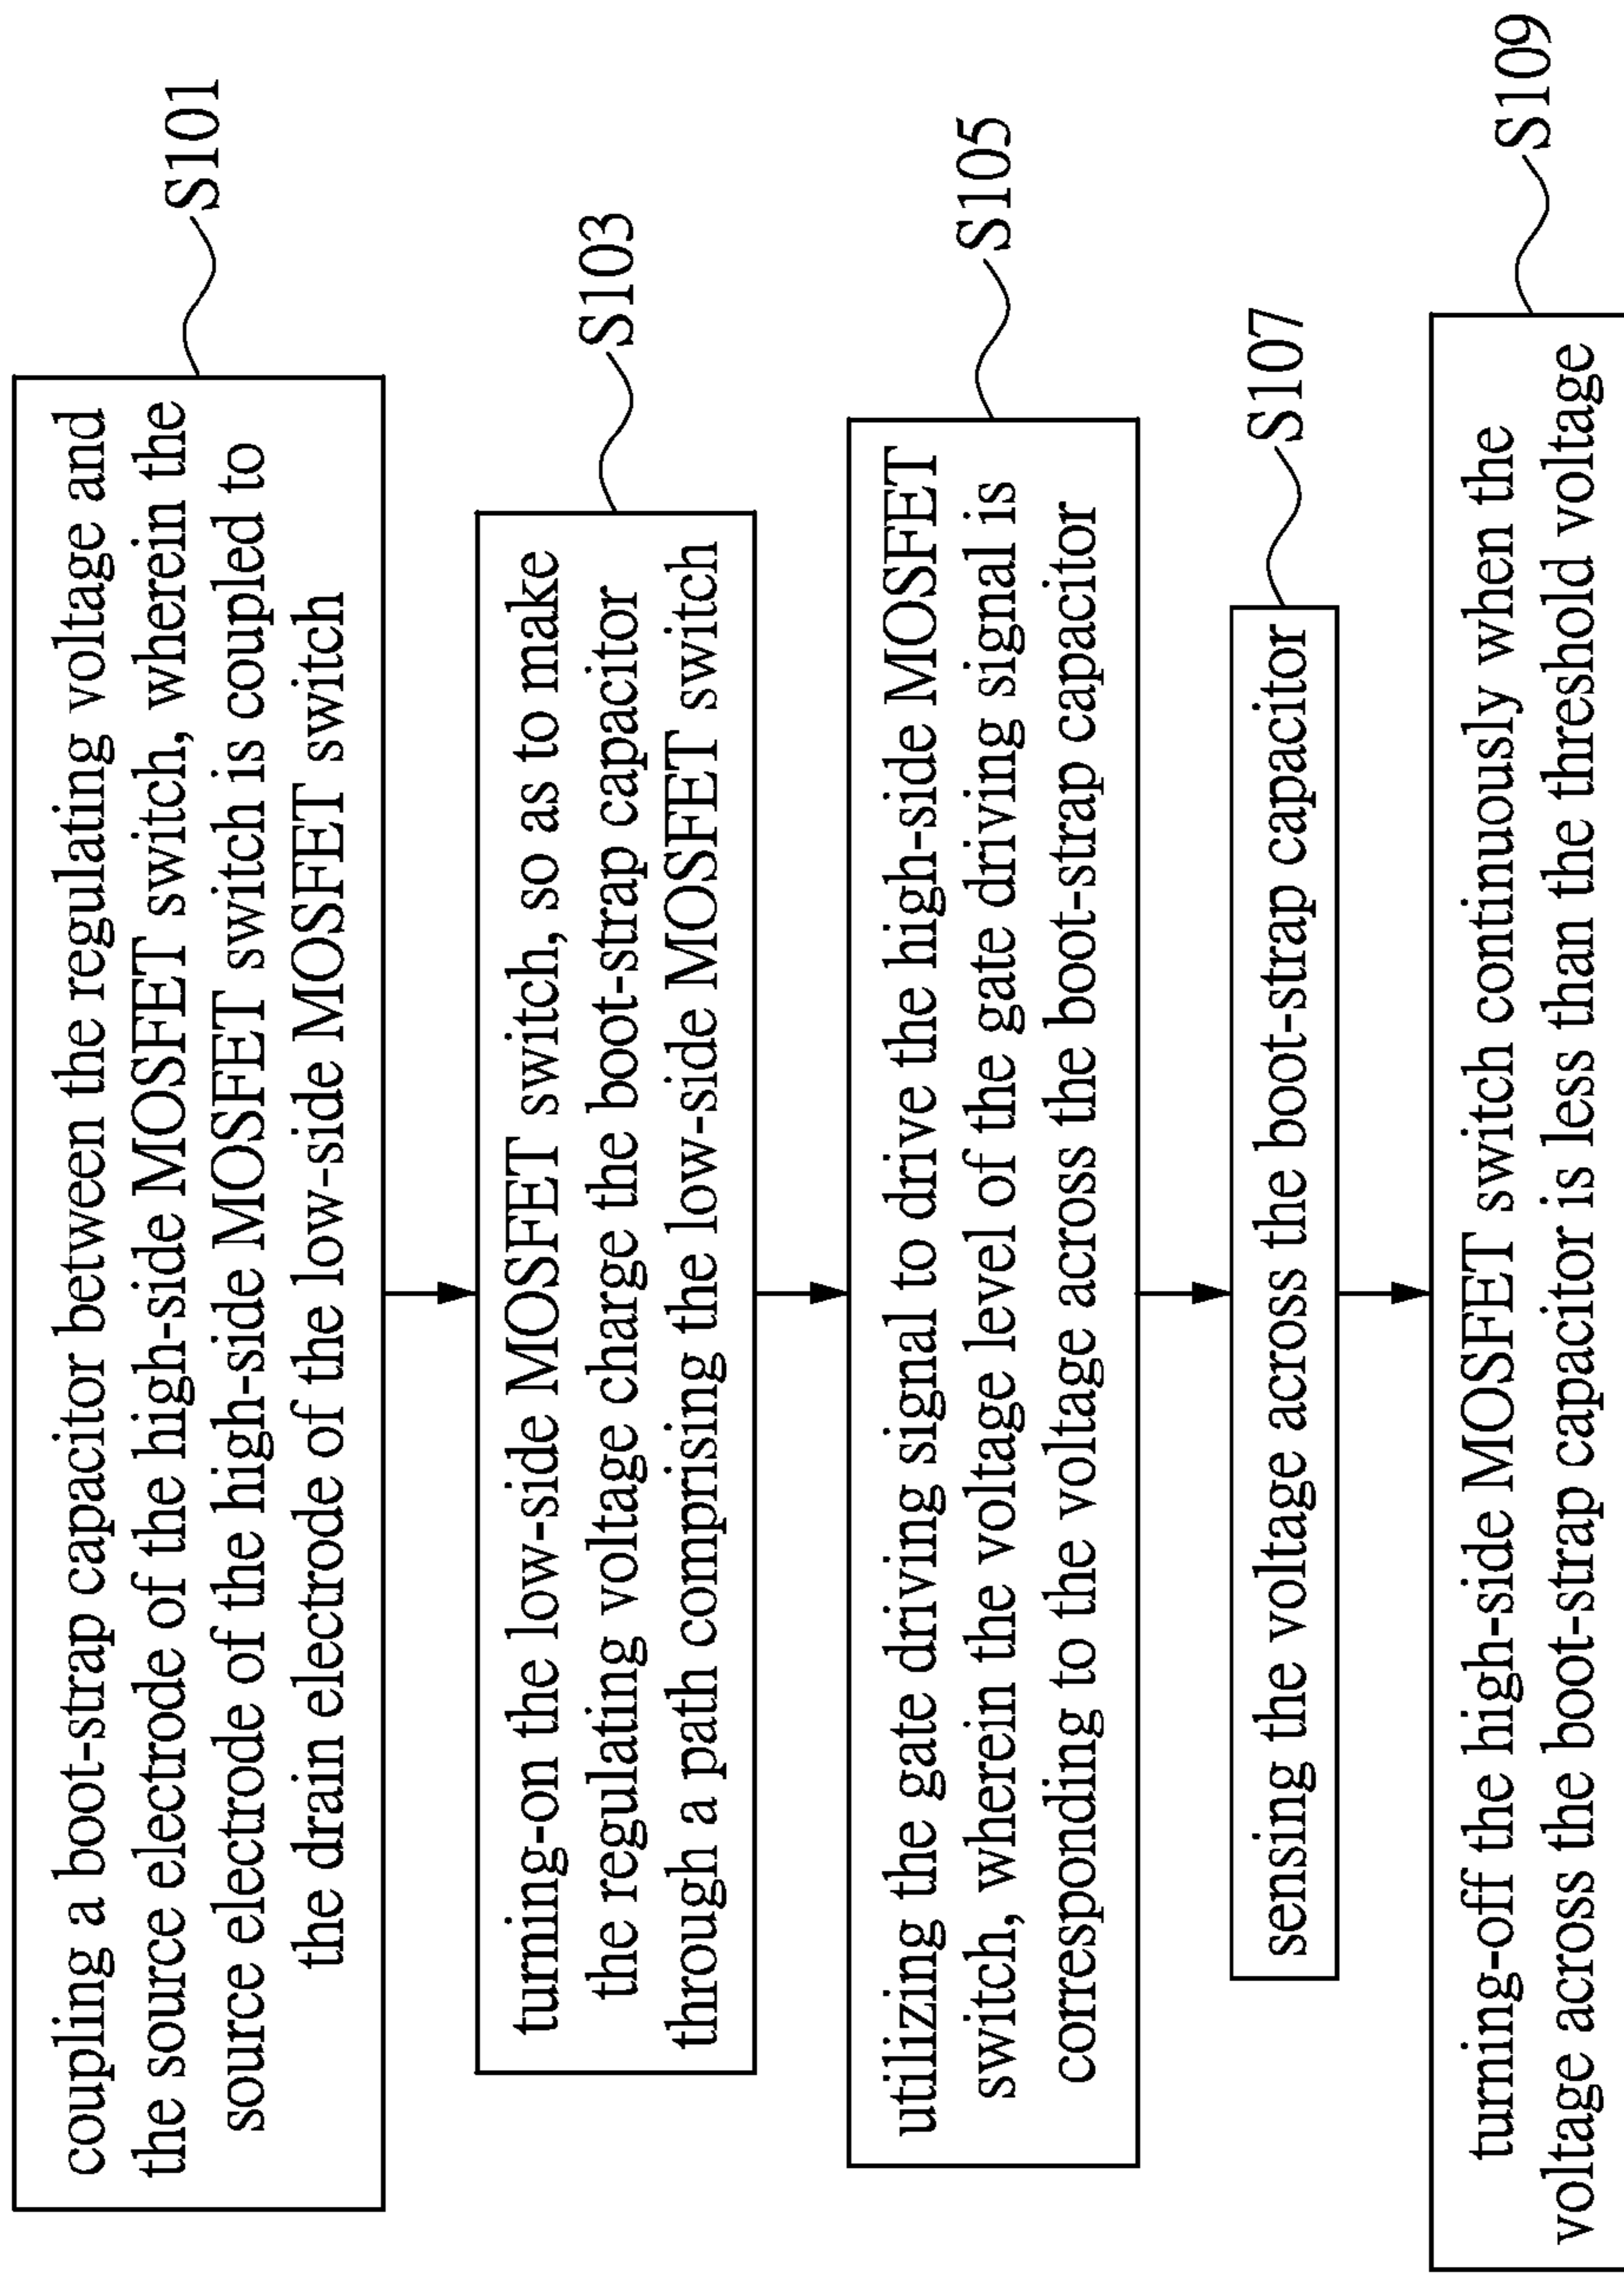 coupling a boot-strap capacitor between the regulating voltage and
the source electrode of the high-side MOSFET switch, wherein the
source electrode of the high-side MOSFET switch is coupled to
the drain electrode of the low-side MOSFET switch
S101
turning-on the low-side MOSFET switch, so as to make
the regulating voltage charge the boot-strap capacitor
through a path comprising the low-side MOSFET switch
S103
utilizing the gate driving signal to drive the high-side MOSFET
switch, wherein the voltage level of the gate driving signal is
corresponding to the voltage across the boot-strap capacitor
S105
sensing the voltage across the boot-strap capacitor
S107
turning-off the high-side MOSFET switch continuously when the
voltage across the boot-strap capacitor is less than the threshold voltage
S109